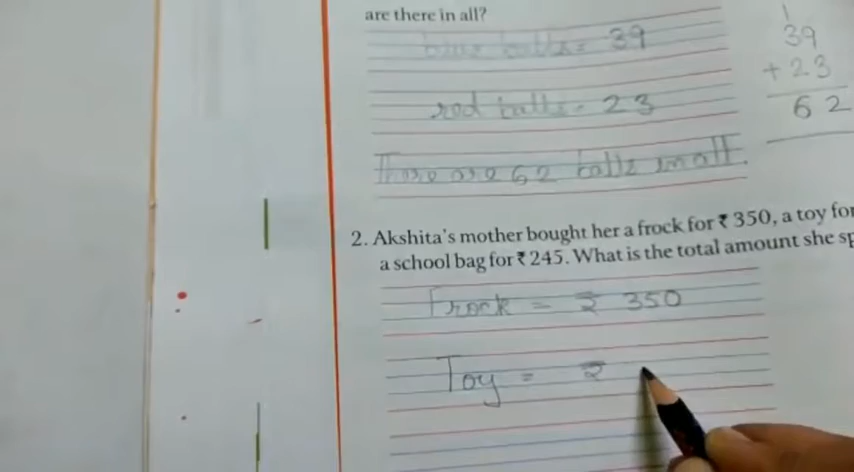 are there in all?
blue balls = 39
39
+ 23
62
red balls = 23
There are 62 balls in all.
2. Akshita's mother bought her a frock for ₹ 350, a toy for
a school bag for ₹ 245. What is the total amount she sp
Frock = ₹ 350
Toy = ₹